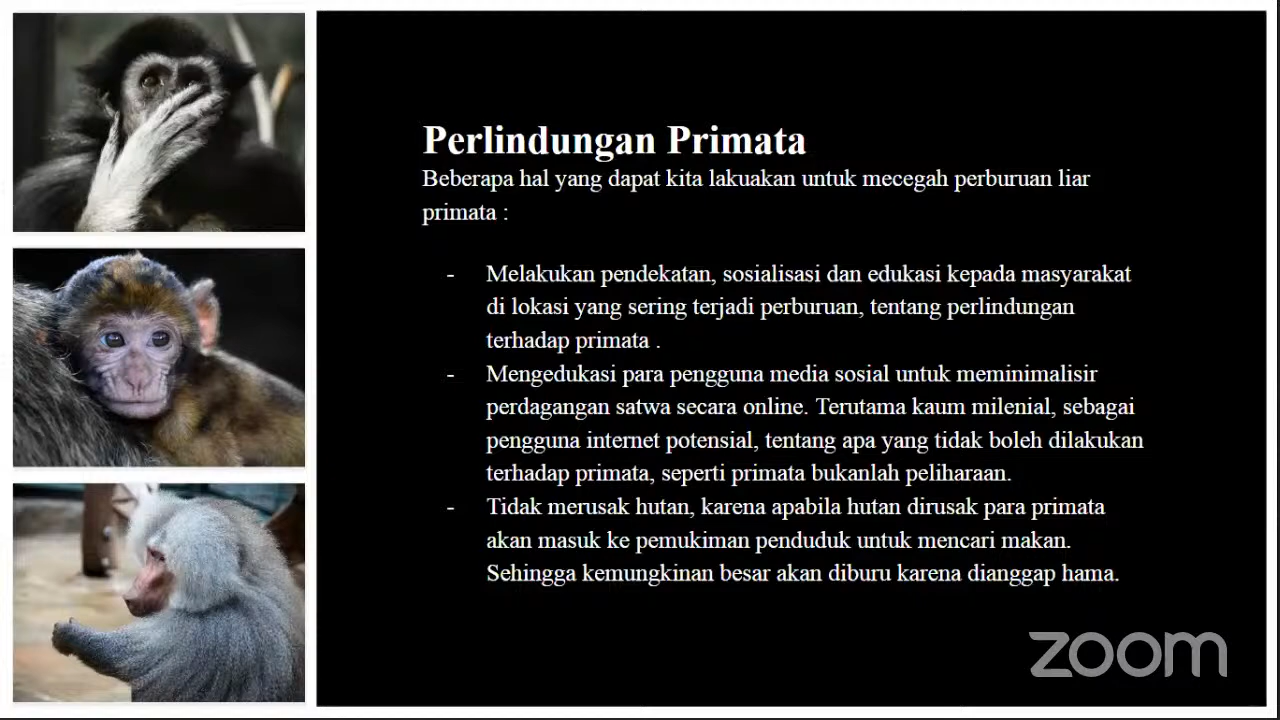 Perlindungan Primata
Beberapa hal yang dapat kita lakuakan untuk mecegah perburuan liar
primata :
- Melakukan pendekatan, sosialisasi dan edukasi kepada masyarakat
di lokasi yang sering terjadi perburuan, tentang perlindungan
terhadap primata .
- Mengedukasi para pengguna media sosial untuk meminimalisir
perdagangan satwa secara online. Terutama kaum milenial, sebagai
pengguna internet potensial, tentang apa yang tidak boleh dilakukan
terhadap primata, seperti primata bukanlah peliharaan.
- Tidak merusak hutan, karena apabila hutan dirusak para primata
akan masuk ke pemukiman penduduk untuk mencari makan.
Sehingga kemungkinan besar akan diburu karena dianggap hama.
zoom